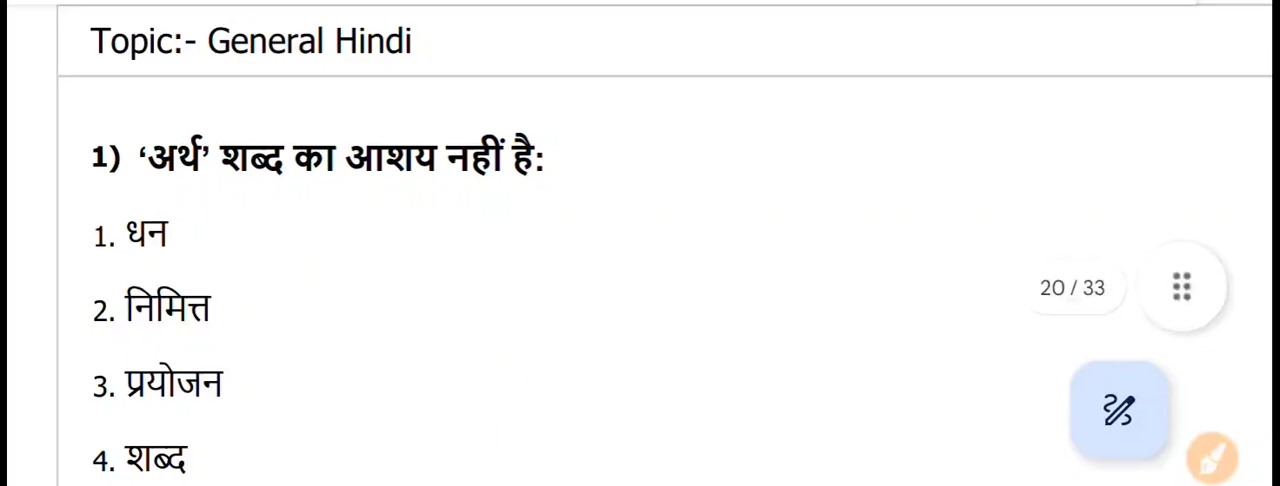 Topic:- General Hindi
1) ‘अर्थ’ शब्द का आशय नहीं है:
1. धन
2. निमित्त
20 / 33
3. प्रयोजन
4. शब्द